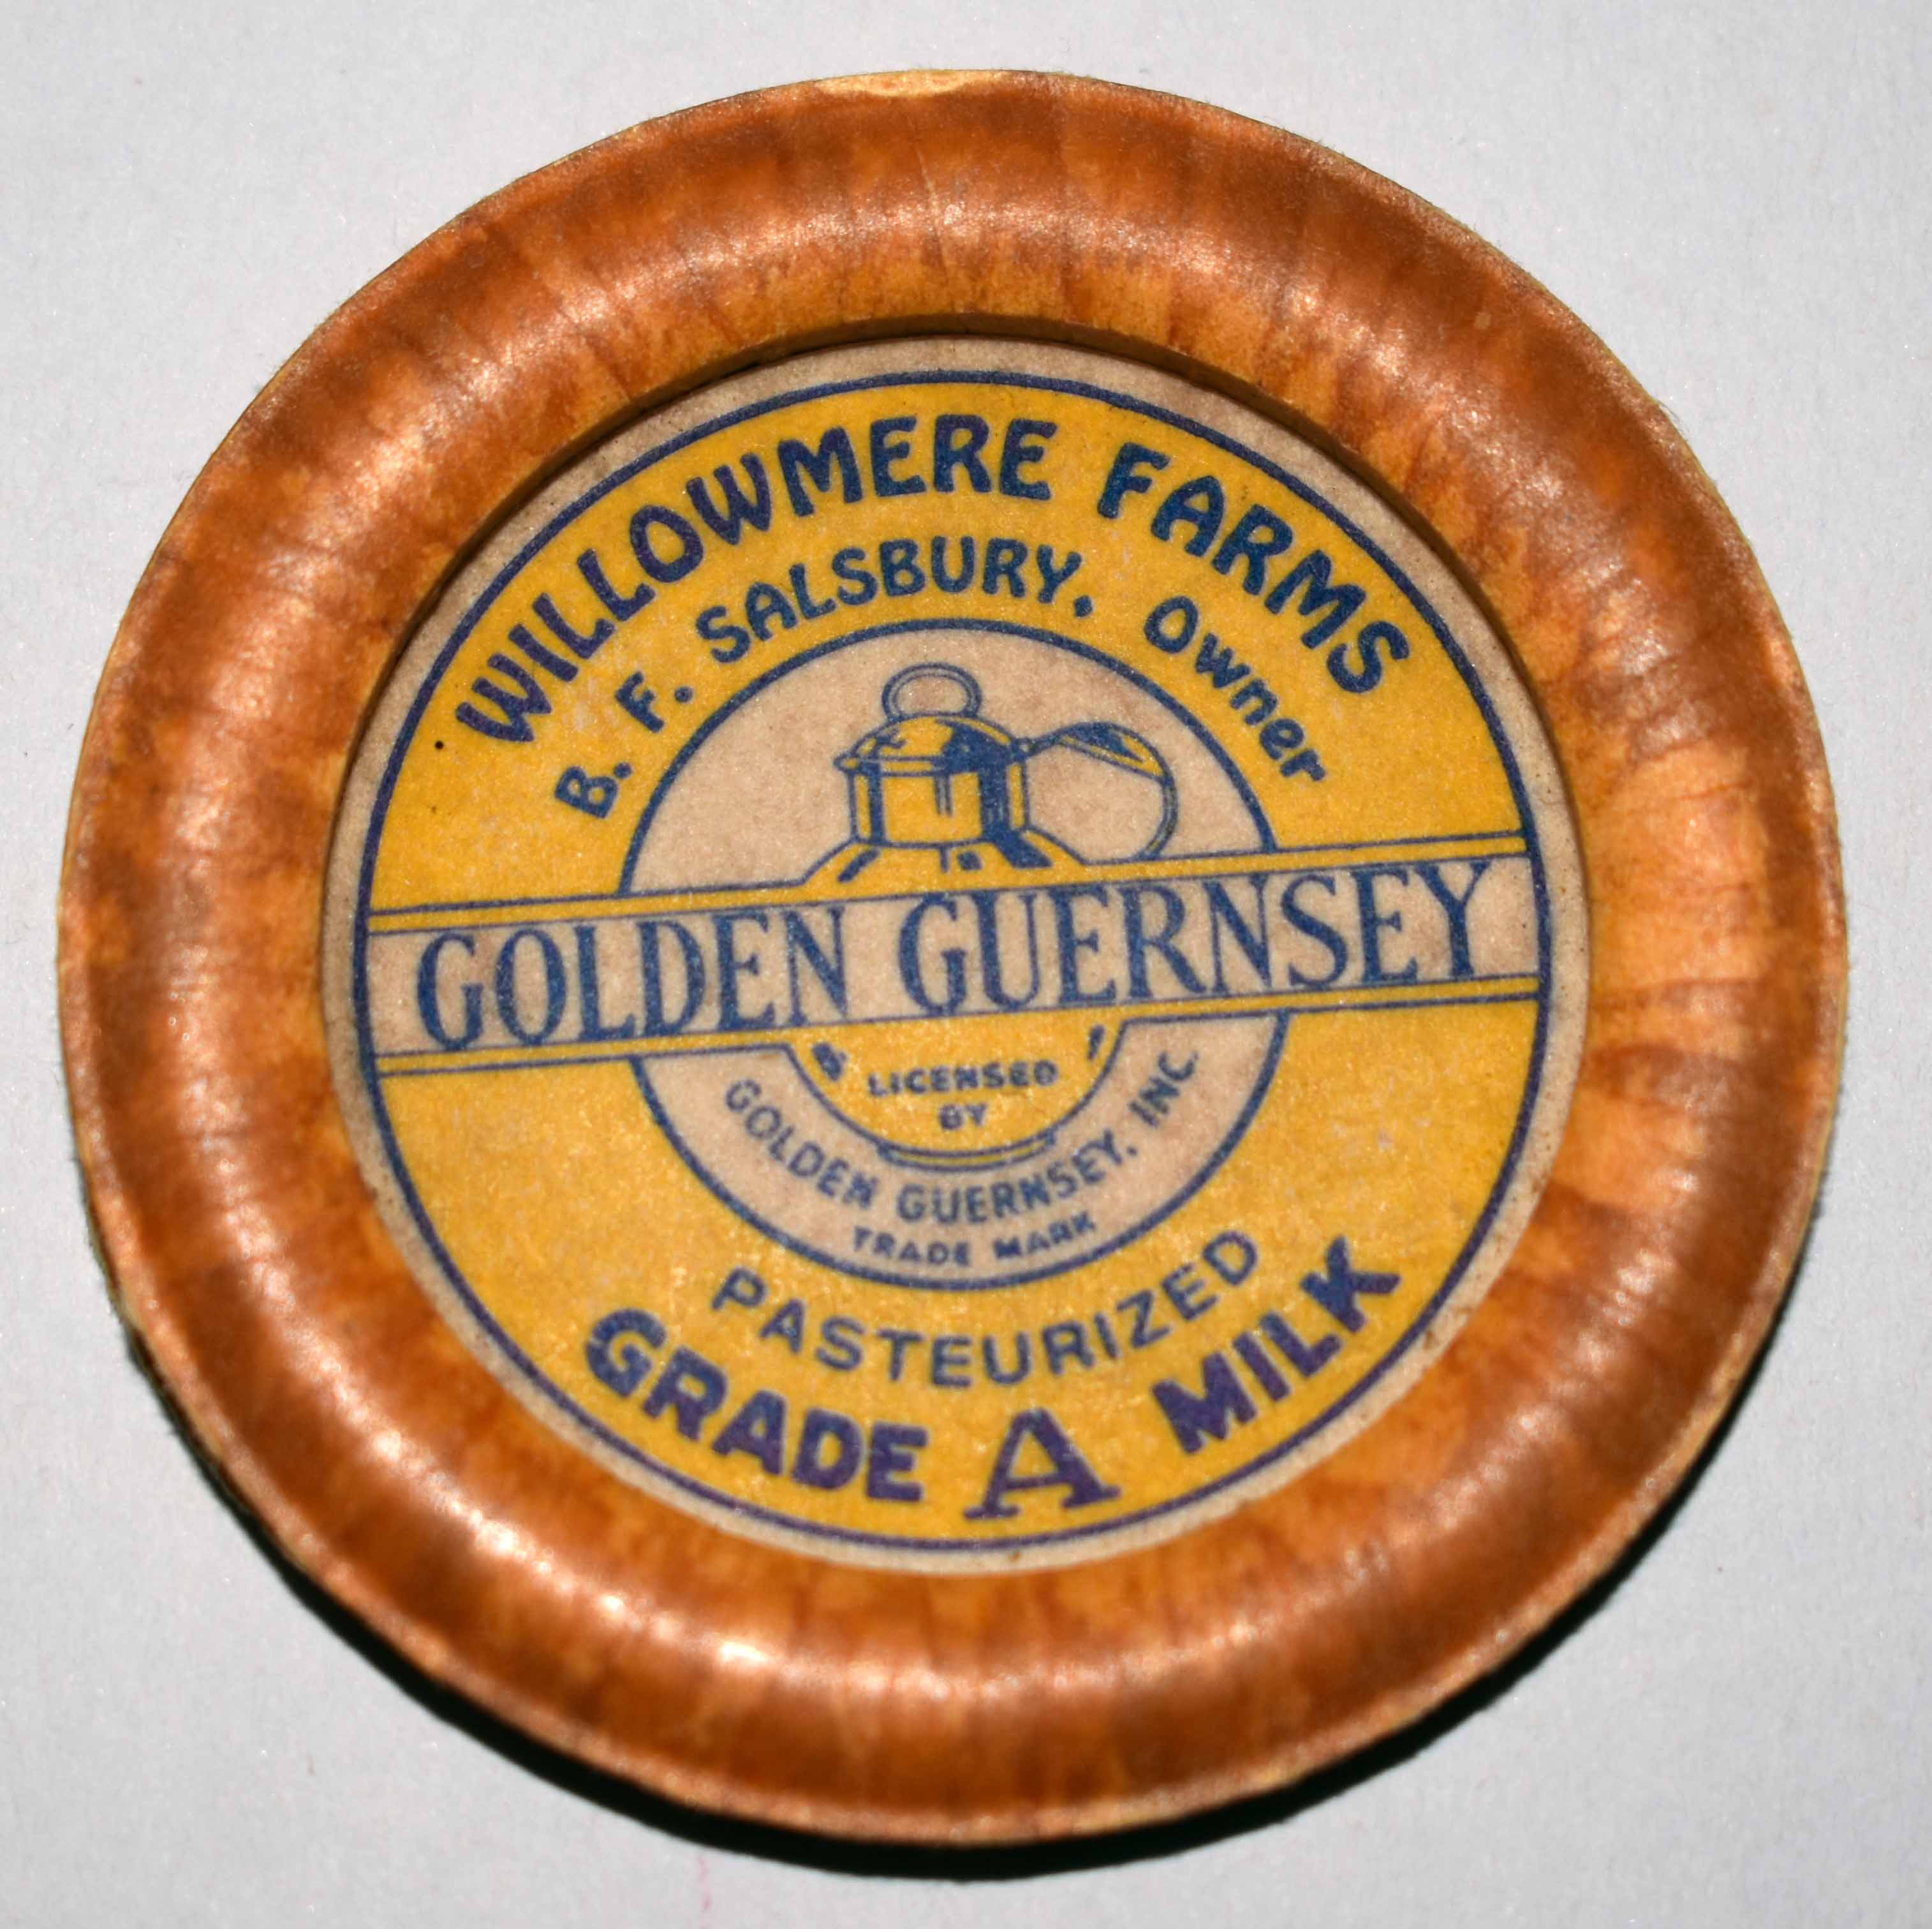 WILLOWMERE FARMS
B. F. SALSBURY, Owner
GOLDEN GUERNSEY
LICENSED
BY
GOLDEN GUERNSEY, INC
TRADE MARK
PASTEURIZED
GRADE A MILK